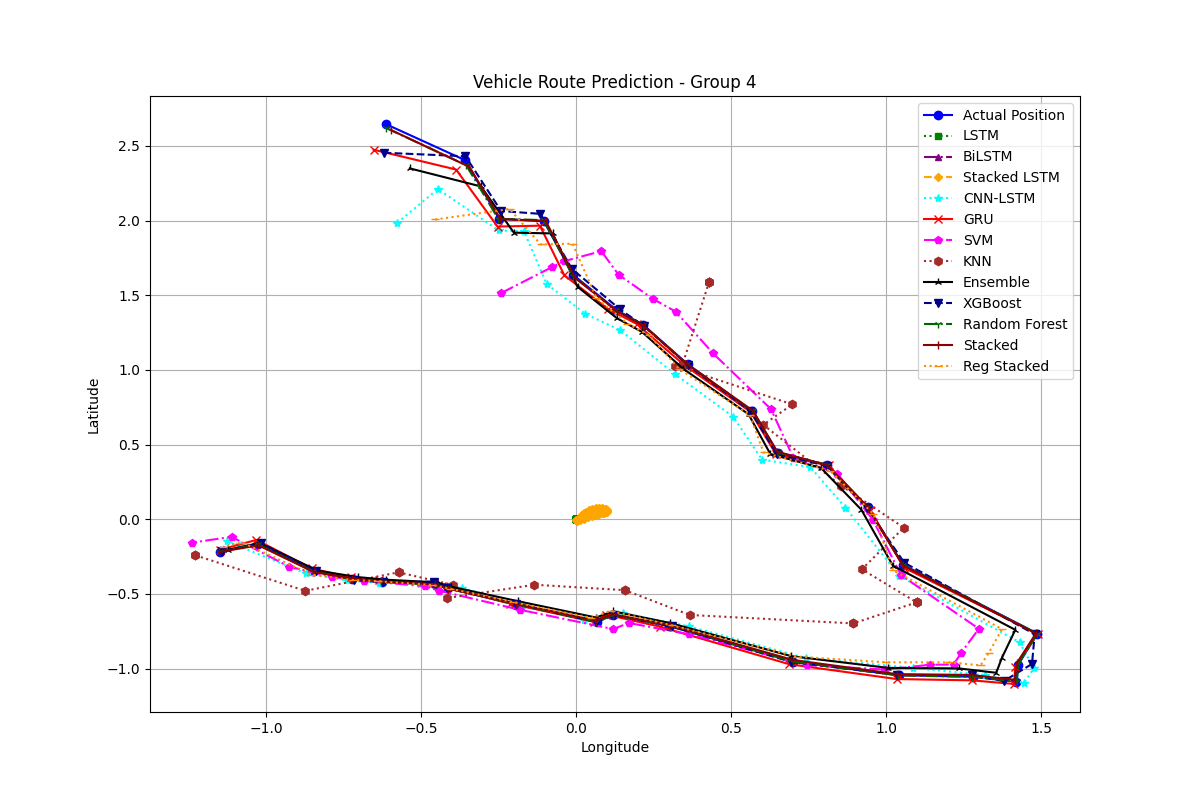 Vehicle Route Prediction - Group 4
Actual Position
LSTM
BiLSTM
Stacked LSTM
CNN-LSTM
GRU
SVM
KNN
Ensemble
XGBoost
Random Forest
Stacked
Reg Stacked
2.5
2.0
1.5
1.0
0.5
0.0
−0.5
−1.0
Latitude
−1.0
−0.5
0.0
0.5
1.0
1.5
Longitude